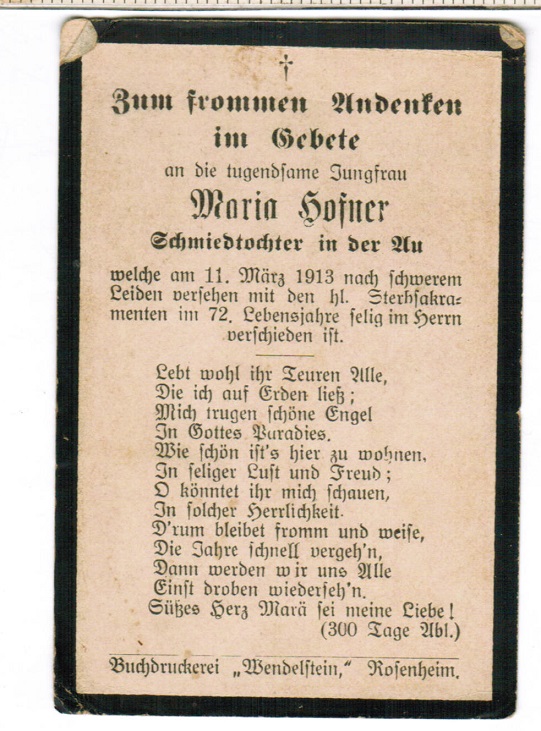 †
Zum frommen Andenken
im Gebete
an die tugendsame Jungfrau
Maria Hofner
Schmiedtochter in der Au
welche am 11. März 1913 nach schwerem
Leiden versehen mit den hl. Sterbsakra=
menten im 72. Lebensjahre selig im Herrn
verschieden ist.
Lebt wohl ihr Teuren Alle,
Die ich auf Erden ließ;
Mich trugen schöne Engel
In Gottes Paradies.
Wie schön ist's hier zu wohnen,
In seliger Lust und Freud;
O könntet ihr mich schauen,
In solcher Herrlichkeit.
D'rum bleibet fromm und weise,
Die Jahre schnell vergeh'n,
Dann werden wir uns Alle
Einst droben wiederseh'n.
Süßes Herz Marä sei meine Liebe!
(300 Tage Abl.)
Buchdruckerei „Wendelstein," Rosenheim.